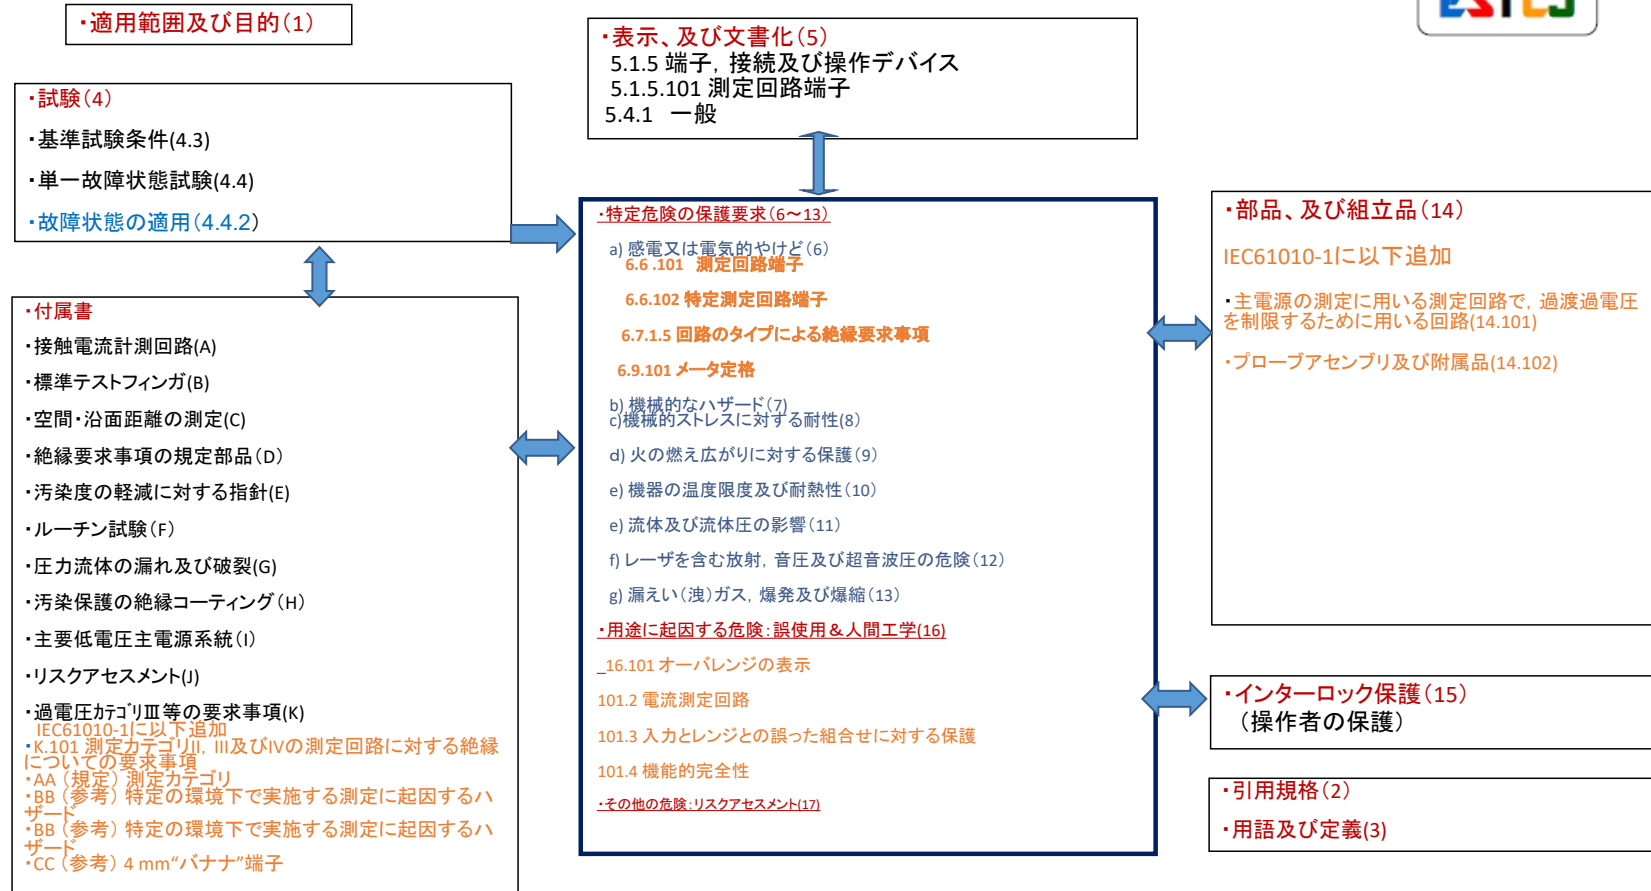 ・適用範囲及び目的(1)
・表示、及び文書化(5)
5.1.5 端子, 接続及び操作デバイス
5.1.5.101 測定回路端子
5.4.1 一般
・試験(4)
・基準試験条件(4.3)
・単一故障状態試験(4.4)
・故障状態の適用(4.4.2)
・付属書
・接触電流計測回路(A)
・標準テストフィンガ(B)
・空間・沿面距離の測定(C)
・絶縁要求事項の規定部品(D)
・汚染度の軽減に対する指針(E)
・ルーチン試験(F)
・圧力流体の漏れ及び破裂(G)
・汚染保護の絶縁コーティング(H)
・主要低電圧主電源系統(I)
・リスクアセスメント(J)
・過電圧カテゴリⅢ等の要求事項(K)
IEC61010-1に以下追加
・K.101 測定カテゴリII, III及びIVの測定回路に対する絶縁
についての要求事項
・AA (規定) 測定カテゴリ
・BB (参考) 特定の環境下で実施する測定に起因するハ
ザード
・BB (参考) 特定の環境下で実施する測定に起因するハ
ザード
・CC (参考) 4 mm“バナナ”端子
・特定危険の保護要求(6~13)
a) 感電又は電気的やけど(6)
6.6 .101 測定回路端子
6.6.102 特定測定回路端子
6.7.1.5 回路のタイプによる絶縁要求事項
6.9.101 メータ定格
b) 機械的なハザード(7)
c)機械的ストレスに対する耐性(8)
d) 火の燃え広がりに対する保護(9)
e) 機器の温度限度及び耐熱性(10)
e) 流体及び流体圧の影響(11)
f) レーザを含む放射, 音圧及び超音波圧の危険(12)
g) 漏えい(洩)ガス, 爆発及び爆縮(13)
・用途に起因する危険:誤使用&人間工学(16)
_16.101 オーバレンジの表示
101.2 電流測定回路
101.3 入力とレンジとの誤った組合せに対する保護
101.4 機能的完全性
・その他の危険:リスクアセスメント(17)
・部品、及び組立品(14)
IEC61010-1に以下追加
・主電源の測定に用いる測定回路で, 過渡過電圧
を制限するために用いる回路(14.101)
・プローブアセンブリ及び附属品(14.102)
・インターロック保護(15)
(操作者の保護)
・引用規格(2)
・用語及び定義(3)